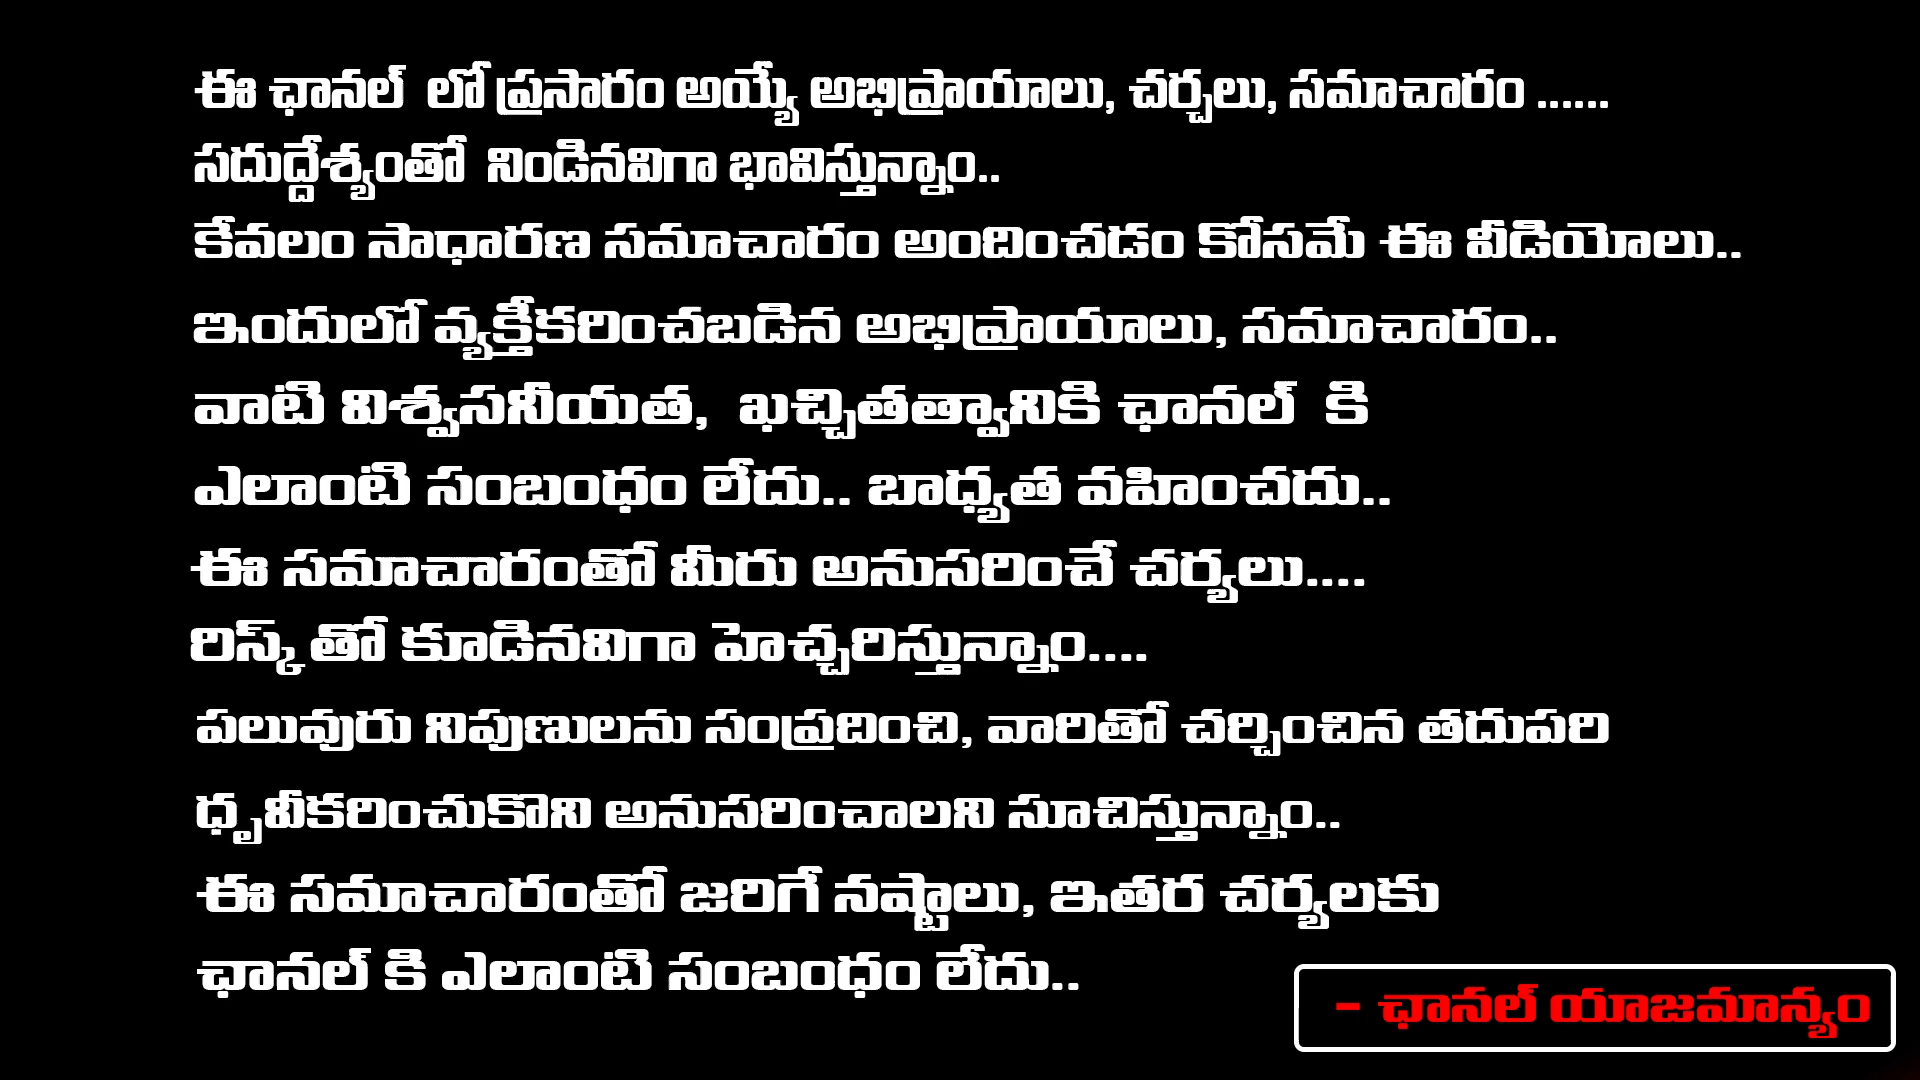 ఈ ఛానల్ లో ప్రసారం అయ్యే అభిప్రాయాలు, చర్చలు, సమాచారం ......
సదుద్దేశ్యంతో నిండినవిగా భావిస్తున్నాం..
కేవలం సాధారణ సమాచారం అందించడం కోసమే ఈ వీడియోలు..
ఇందులో వ్యక్తీకరించబడిన అభిప్రాయాలు, సమాచారం..
వాటి విశ్వసనీయత, ఖచ్చితత్వానికి ఛానల్ కి
ఎలాంటి సంబంధం లేదు.. బాధ్యత వహించదు..
ఈ సమాచారంతో మీరు అనుసరించే చర్యలు....
రిస్క్ తో కూడినవిగా హెచ్చరిస్తున్నాం....
పలువురు నిపుణులను సంప్రదించి, వారితో చర్చించిన తదుపరి
ధృవీకరించుకొని అనుసరించాలని సూచిస్తున్నాం..
ఈ సమాచారంతో జరిగే నష్టాలు, ఇతర చర్యలకు
ఛానల్ కి ఎలాంటి సంబంధం లేదు..
- ఛానల్ యాజమాన్యం